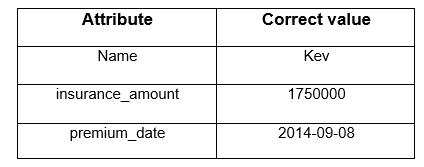 Attribute Correct value
Name Kev
insurance_amount 1750000
premium_date 2014-09-08